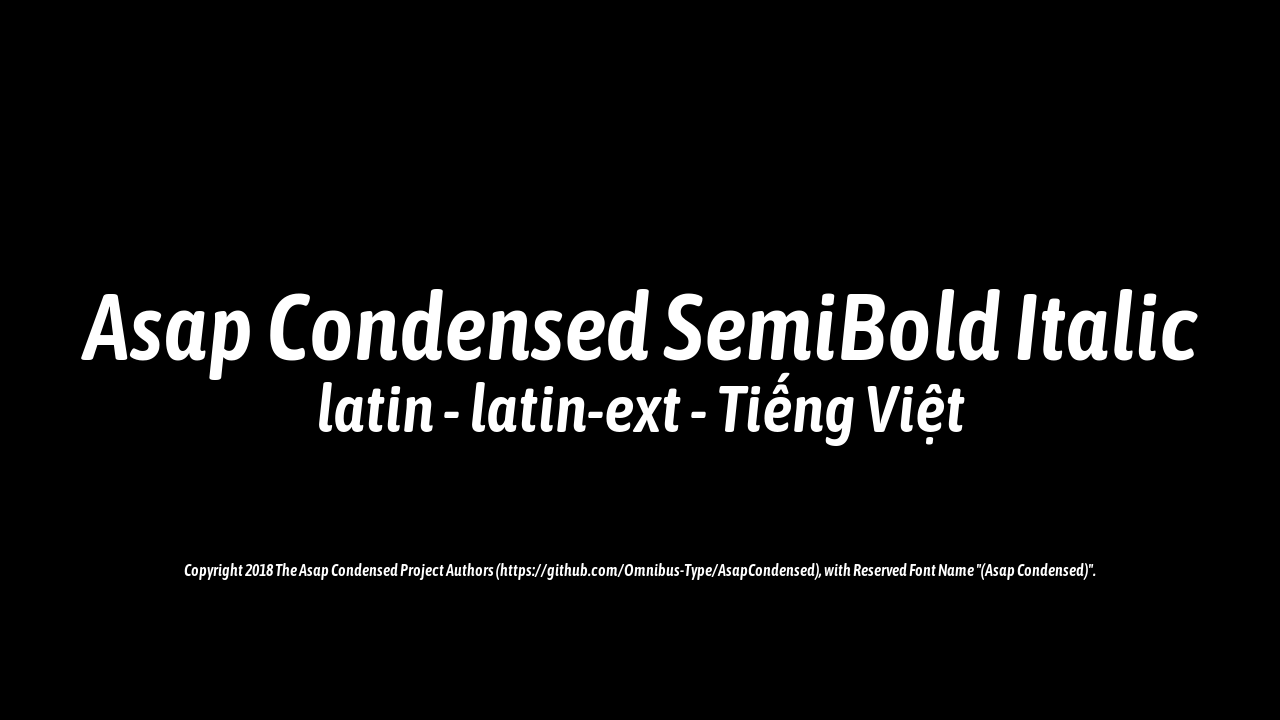 Asap Condensed SemiBold Italic
latin - latin-ext - Tiếng Việt
Copyright 2018 The Asap Condensed Project Authors (https://github.com/Omnibus-Type/AsapCondensed), with Reserved Font Name "(Asap Condensed)".